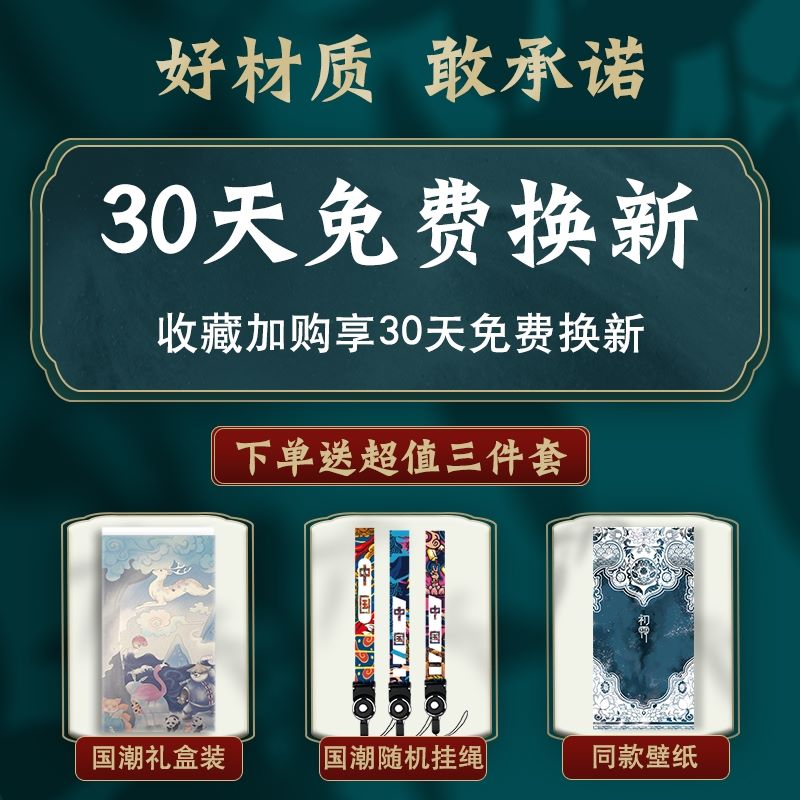 好材质 敢承诺
30天免费换新
收藏加购享30天免费换新
下单送超值三件套
中国
中国
中国
初雪
国潮礼盒装
国潮随机挂绳
同款壁纸